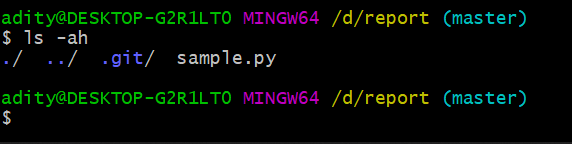 adity@DESKTOP-G2R1LT0 MINGW64 /d/report (master)
$ ls -ah
./  ../  .git/  sample.py
adity@DESKTOP-G2R1LT0 MINGW64 /d/report (master)
$